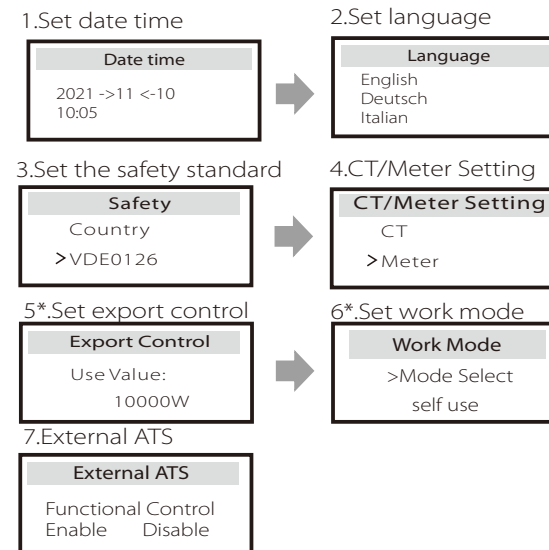 1.Set date time
Date time
2021 ->11 <-10
10:05
2.Set language
Language
English
Deutsch
Italian
3.Set the safety standard
Safety
Country
>VDE0126
4.CT/Meter Setting
CT/Meter Setting
CT
>Meter
5*.Set export control
Export Control
Use Value:
10000W
6*.Set work mode
Work Mode
>Mode Select
self use
7.External ATS
External ATS
Functional Control
Enable Disable